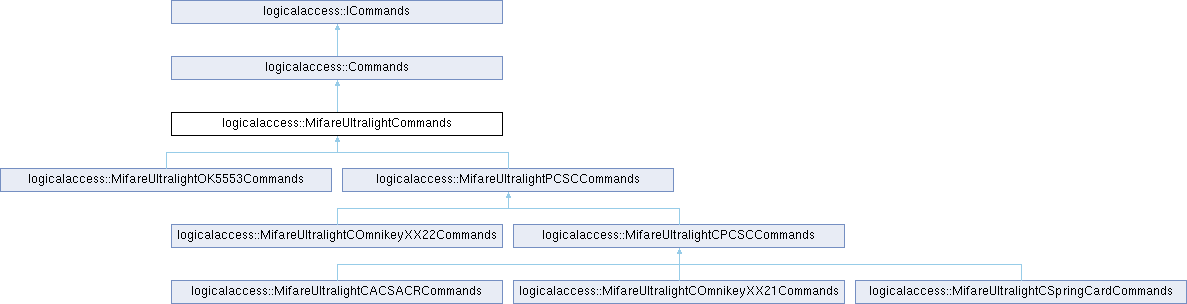 logicalaccess::ICommands
logicalaccess::Commands
logicalaccess::MifareUltralightCommands
logicalaccess::MifareUltralightOK5553Commands
logicalaccess::MifareUltralightPCSCCommands
logicalaccess::MifareUltralightCOmnikeyXX22Commands
logicalaccess::MifareUltralightCPCSCCommands
logicalaccess::MifareUltralightCACSACRCommands
logicalaccess::MifareUltralightCOmnikeyXX21Commands
logicalaccess::MifareUltralightCSpringCardCommands